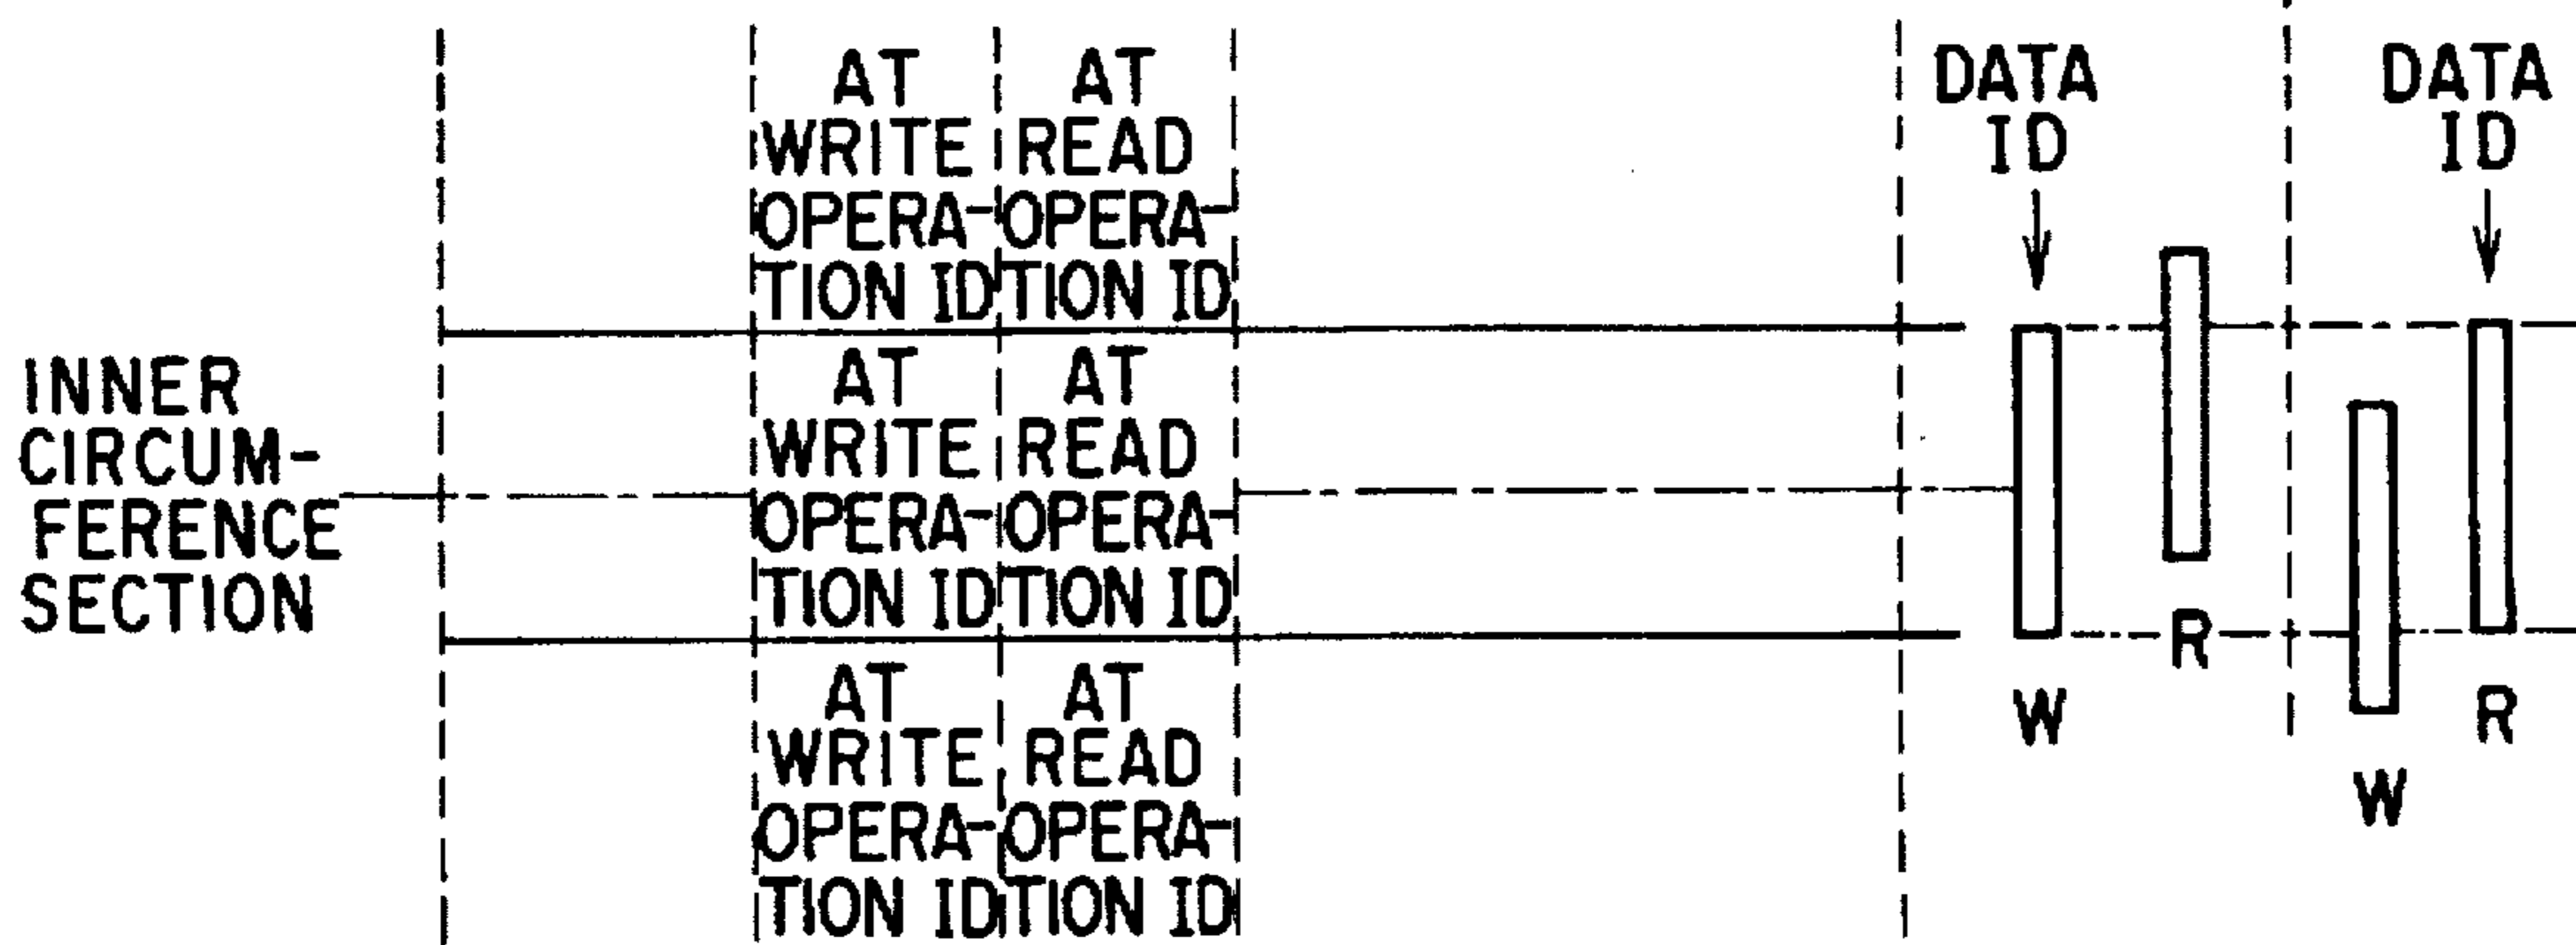 INNER
CIRCUM-
FERENCE
SECTION
AT
WRITE
OPERA-
TION ID
AT
READ
OPERA-
TION ID
AT
WRITE
OPERA-
TION ID
AT
READ
OPERA-
TION ID
AT
WRITE
OPERA-
TION ID
AT
READ
OPERA-
TION ID
DATA
ID
W
R
DATA
ID
W
R